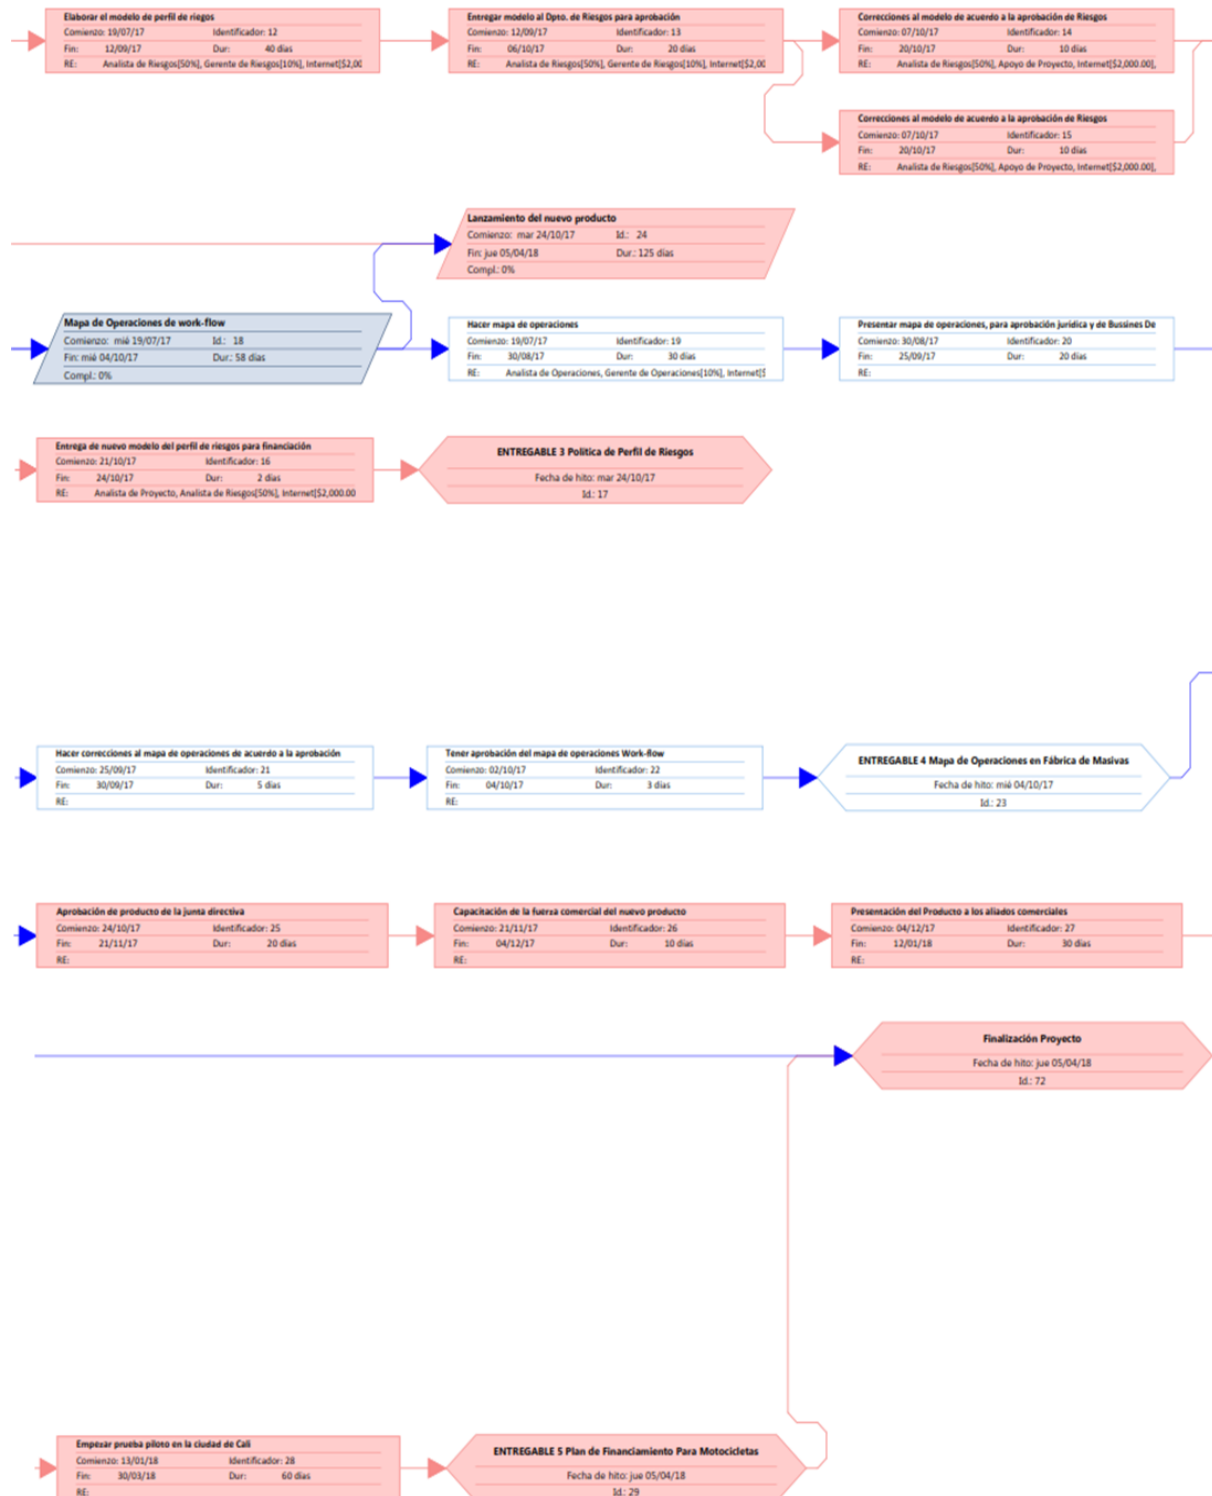 Elaborar el modelo de perfil de riegos
Comienzo: 19/07/17 Identificador: 12
Fin: 12/09/17 Dur: 40 días
RE: Analista de Riesgos[50%], Gerente de Riesgos[10%], Internet[$2,00
Entregar modelo al Dpto. de Riesgos para aprobación
Comienzo: 12/09/17 Identificador: 13
Fin: 06/10/17 Dur: 20 días
RE: Analista de Riesgos[50%], Gerente de Riesgos[10%], Internet[$2,00
Correcciones al modelo de acuerdo a la aprobación de Riesgos
Comienzo: 07/10/17 Identificador: 14
Fin: 20/10/17 Dur: 10 días
RE: Analista de Riesgos[50%], Apoyo de Proyecto, Internet[$2,000.00],
Correcciones al modelo de acuerdo a la aprobación de Riesgos
Comienzo: 07/10/17 Identificador: 15
Fin: 20/10/17 Dur: 10 días
RE: Analista de Riesgos[50%], Apoyo de Proyecto, Internet[$2,000.00],
Lanzamiento del nuevo producto
Comienzo: mar 24/10/17 Id.: 24
Fin: jue 05/04/18 Dur.: 125 días
Compl.: 0%
Mapa de Operaciones de work-flow
Comienzo: mié 19/07/17 Id.: 18
Fin: mié 04/10/17 Dur.: 58 días
Compl.: 0%
Hacer mapa de operaciones
Comienzo: 19/07/17 Identificador: 19
Fin: 30/08/17 Dur: 30 días
RE: Analista de Operaciones, Gerente de Operaciones[10%], Internet[$
Presentar mapa de operaciones, para aprobación jurídica y de Bussines De
Comienzo: 30/08/17 Identificador: 20
Fin: 25/09/17 Dur: 20 días
RE:
Entrega de nuevo modelo del perfil de riesgos para financiación
Comienzo: 21/10/17 Identificador: 16
Fin: 24/10/17 Dur: 2 días
RE: Analista de Proyecto, Analista de Riesgos[50%], Internet[$2,000.00
ENTREGABLE 3 Política de Perfil de Riesgos
Fecha de hito: mar 24/10/17
Id.: 17
Hacer correcciones al mapa de operaciones de acuerdo a la aprobación
Comienzo: 25/09/17 Identificador: 21
Fin: 30/09/17 Dur: 5 días
RE:
Tener aprobación del mapa de operaciones Work-flow
Comienzo: 02/10/17 Identificador: 22
Fin: 04/10/17 Dur: 3 días
RE:
ENTREGABLE 4 Mapa de Operaciones en Fábrica de Masivas
Fecha de hito: mié 04/10/17
Id.: 23
Aprobación de producto de la junta directiva
Comienzo: 24/10/17 Identificador: 25
Fin: 21/11/17 Dur: 20 días
RE:
Capacitación de la fuerza comercial del nuevo producto
Comienzo: 21/11/17 Identificador: 26
Fin: 04/12/17 Dur: 10 días
RE:
Presentación del Producto a los aliados comerciales
Comienzo: 04/12/17 Identificador: 27
Fin: 12/01/18 Dur: 30 días
RE:
Finalización Proyecto
Fecha de hito: jue 05/04/18
Id.: 72
Empezar prueba piloto en la ciudad de Cali
Comienzo: 13/01/18 Identificador: 28
Fin: 30/03/18 Dur: 60 días
RE:
ENTREGABLE 5 Plan de Financiamiento Para Motocicletas
Fecha de hito: jue 05/04/18
Id.: 29